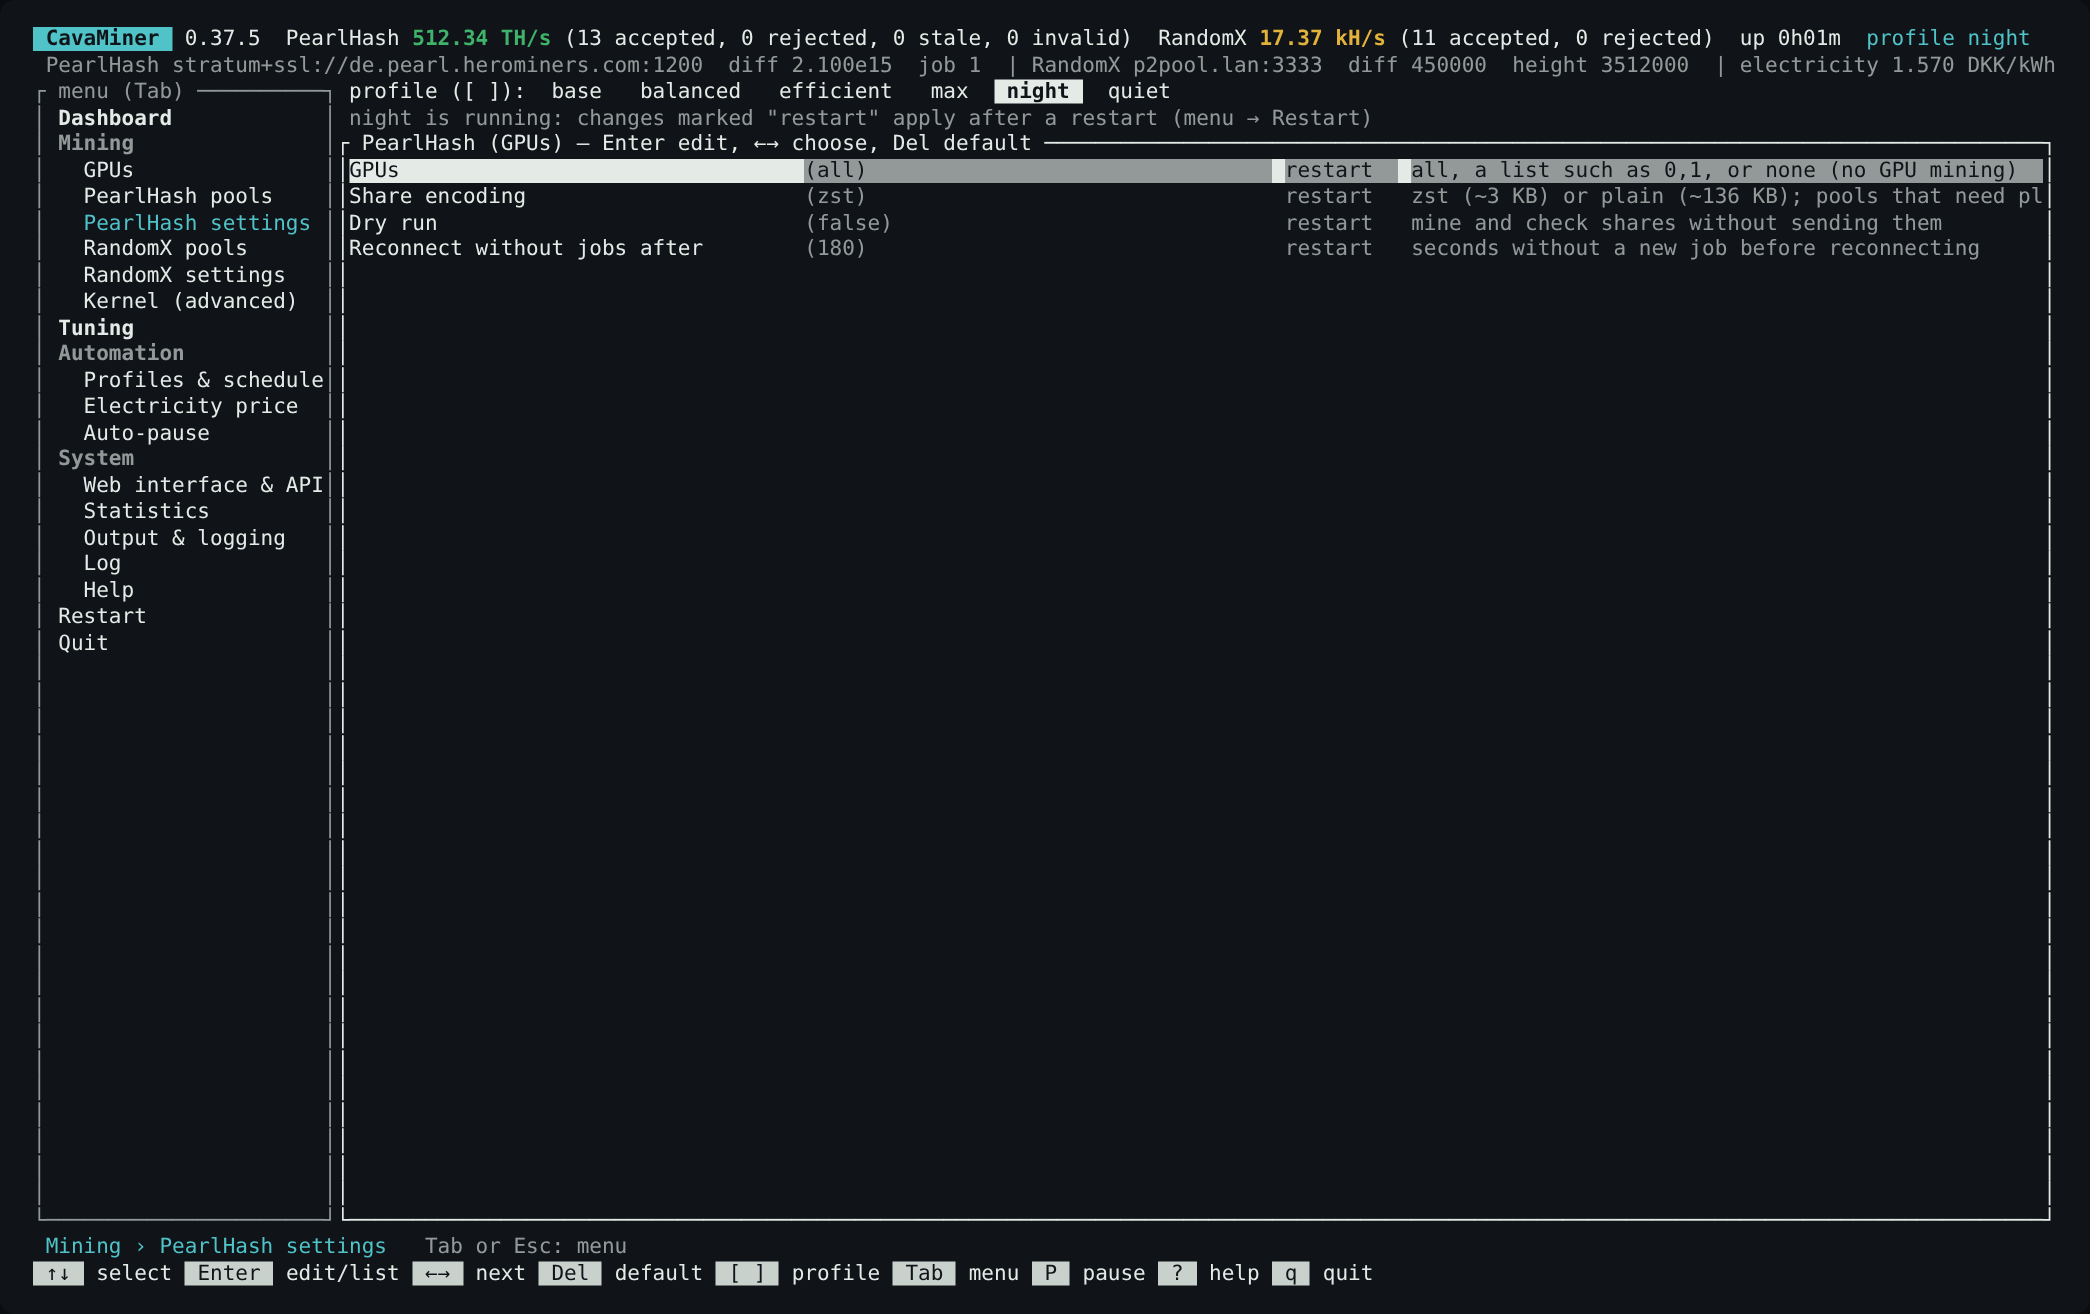 CavaMiner 0.37.5 PearlHash 512.34 TH/s (13 accepted, 0 rejected, 0 stale, 0 invalid) RandomX 17.37 kH/s (11 accepted, 0 rejected) up 0h01m profile night
PearlHash stratum+ssl://de.pearl.herominers.com:1200 diff 2.100e15 job 1 | RandomX p2pool.lan:3333 diff 450000 height 3512000 | electricity 1.570 DKK/kWh
menu (Tab)
Dashboard
Mining
GPUs
PearlHash pools
PearlHash settings
RandomX pools
RandomX settings
Kernel (advanced)
Tuning
Automation
Profiles & schedule
Electricity price
Auto-pause
System
Web interface & API
Statistics
Output & logging
Log
Help
Restart
Quit
profile ([ ]): base balanced efficient max night quiet
night is running: changes marked "restart" apply after a restart (menu → Restart)
PearlHash (GPUs) — Enter edit, ←→ choose, Del default
GPUs (all) restart all, a list such as 0,1, or none (no GPU mining)
Share encoding (zst) restart zst (~3 KB) or plain (~136 KB); pools that need pl
Dry run (false) restart mine and check shares without sending them
Reconnect without jobs after (180) restart seconds without a new job before reconnecting
Mining › PearlHash settings Tab or Esc: menu
↑↓ select Enter edit/list ←→ next Del default [ ] profile Tab menu P pause ? help q quit